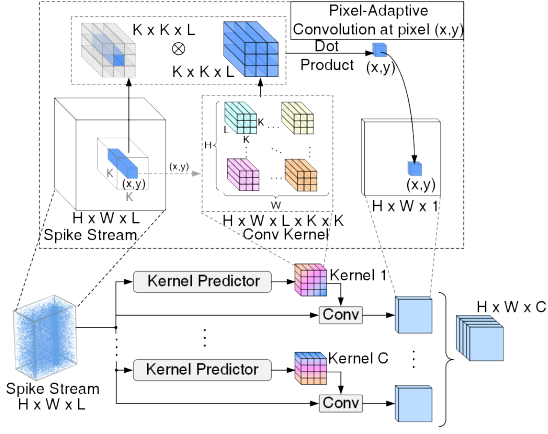 Pixel-Adaptive
Convolution at pixel (x,y)
K x K x L
⊗
K x K x L
Dot
Product
(x,y)
L
K
K
H
W
K
(x,y)
K
(x,y)
(x,y)
H x W x L
Spike Stream
H x W x L x K x K
Conv Kernel
H x W x 1
Kernel Predictor
Kernel 1
Conv
Kernel Predictor
Kernel C
Conv
H x W x C
Spike Stream
H x W x L